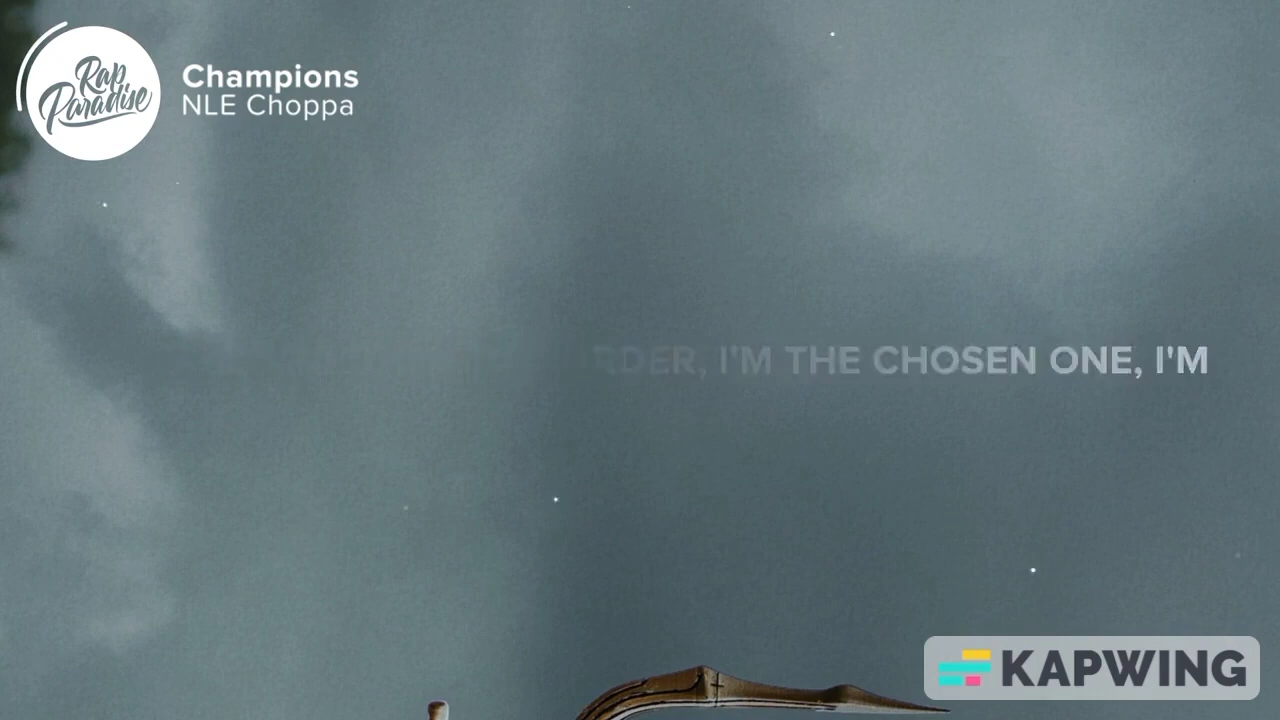 Rap
Paradise
Champions
NLE Choppa
I'M THE CHOSEN ONE, I'M
KAPWING